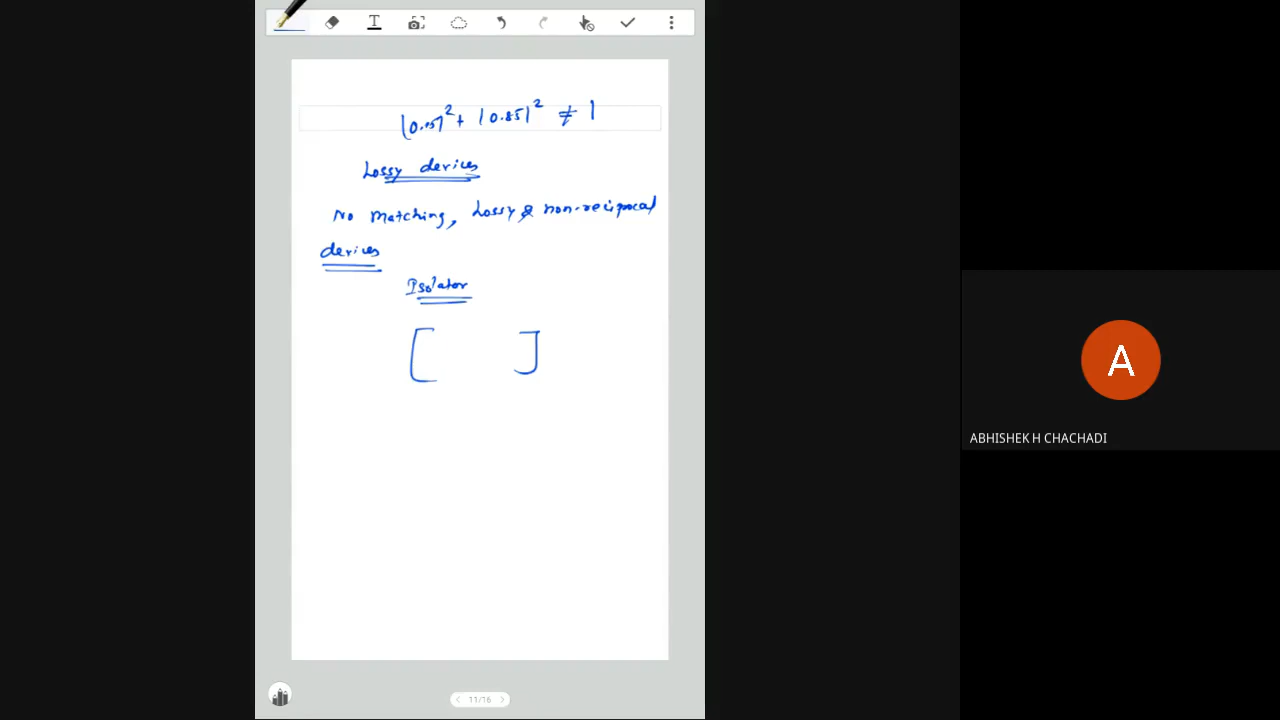 |0.05|² + |0.85|² ≠ 1
Lossy devices
No Matching, Lossy & non-reciprocal
devices
Isolator
[ ]
T
11/16
A
ABHISHEK H CHACHADI